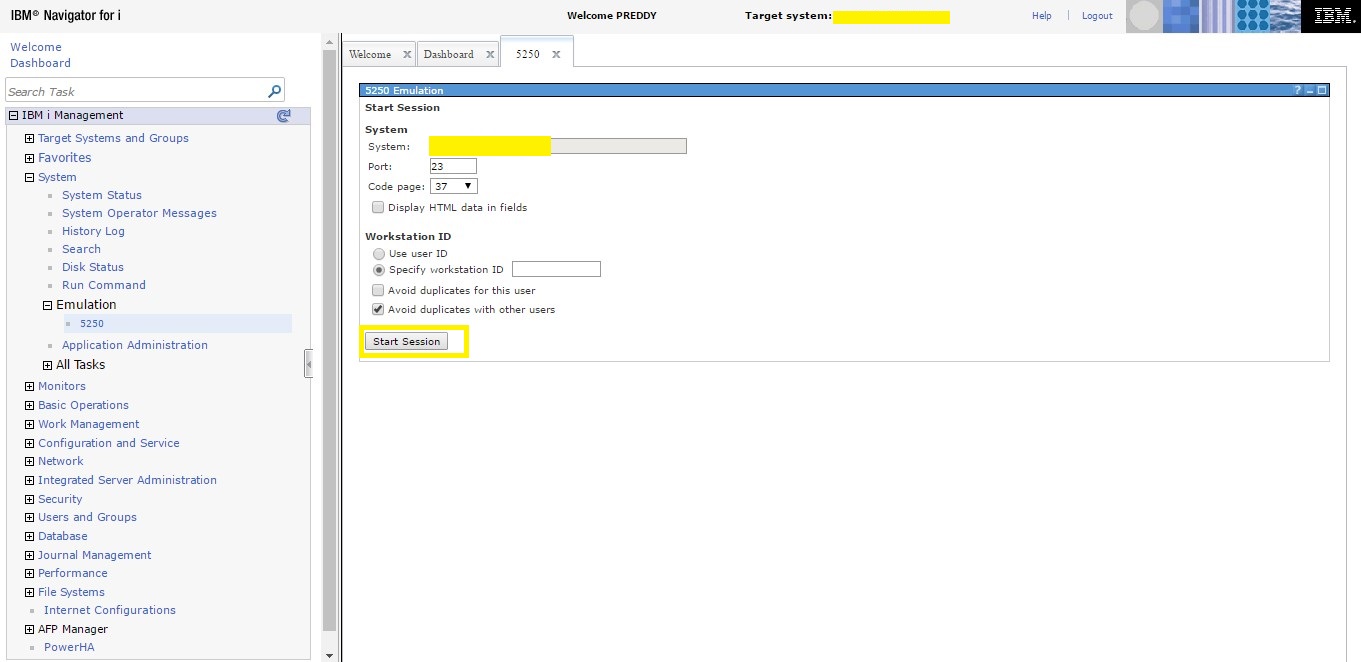 IBM® Navigator for i
Welcome PREDDY
Target system:
Help
Logout
IBM.
Welcome
Dashboard
Search Task
IBM i Management
Target Systems and Groups
Favorites
System
System Status
System Operator Messages
History Log
Search
Disk Status
Run Command
Emulation
5250
Application Administration
All Tasks
Monitors
Basic Operations
Work Management
Configuration and Service
Network
Integrated Server Administration
Security
Users and Groups
Database
Journal Management
Performance
File Systems
Internet Configurations
AFP Manager
PowerHA
Welcome
Dashboard
5250
5250 Emulation
Start Session
System
System:
Port: 23
Code page: 37
Display HTML data in fields
Workstation ID
Use user ID
Specify workstation ID
Avoid duplicates for this user
Avoid duplicates with other users
Start Session